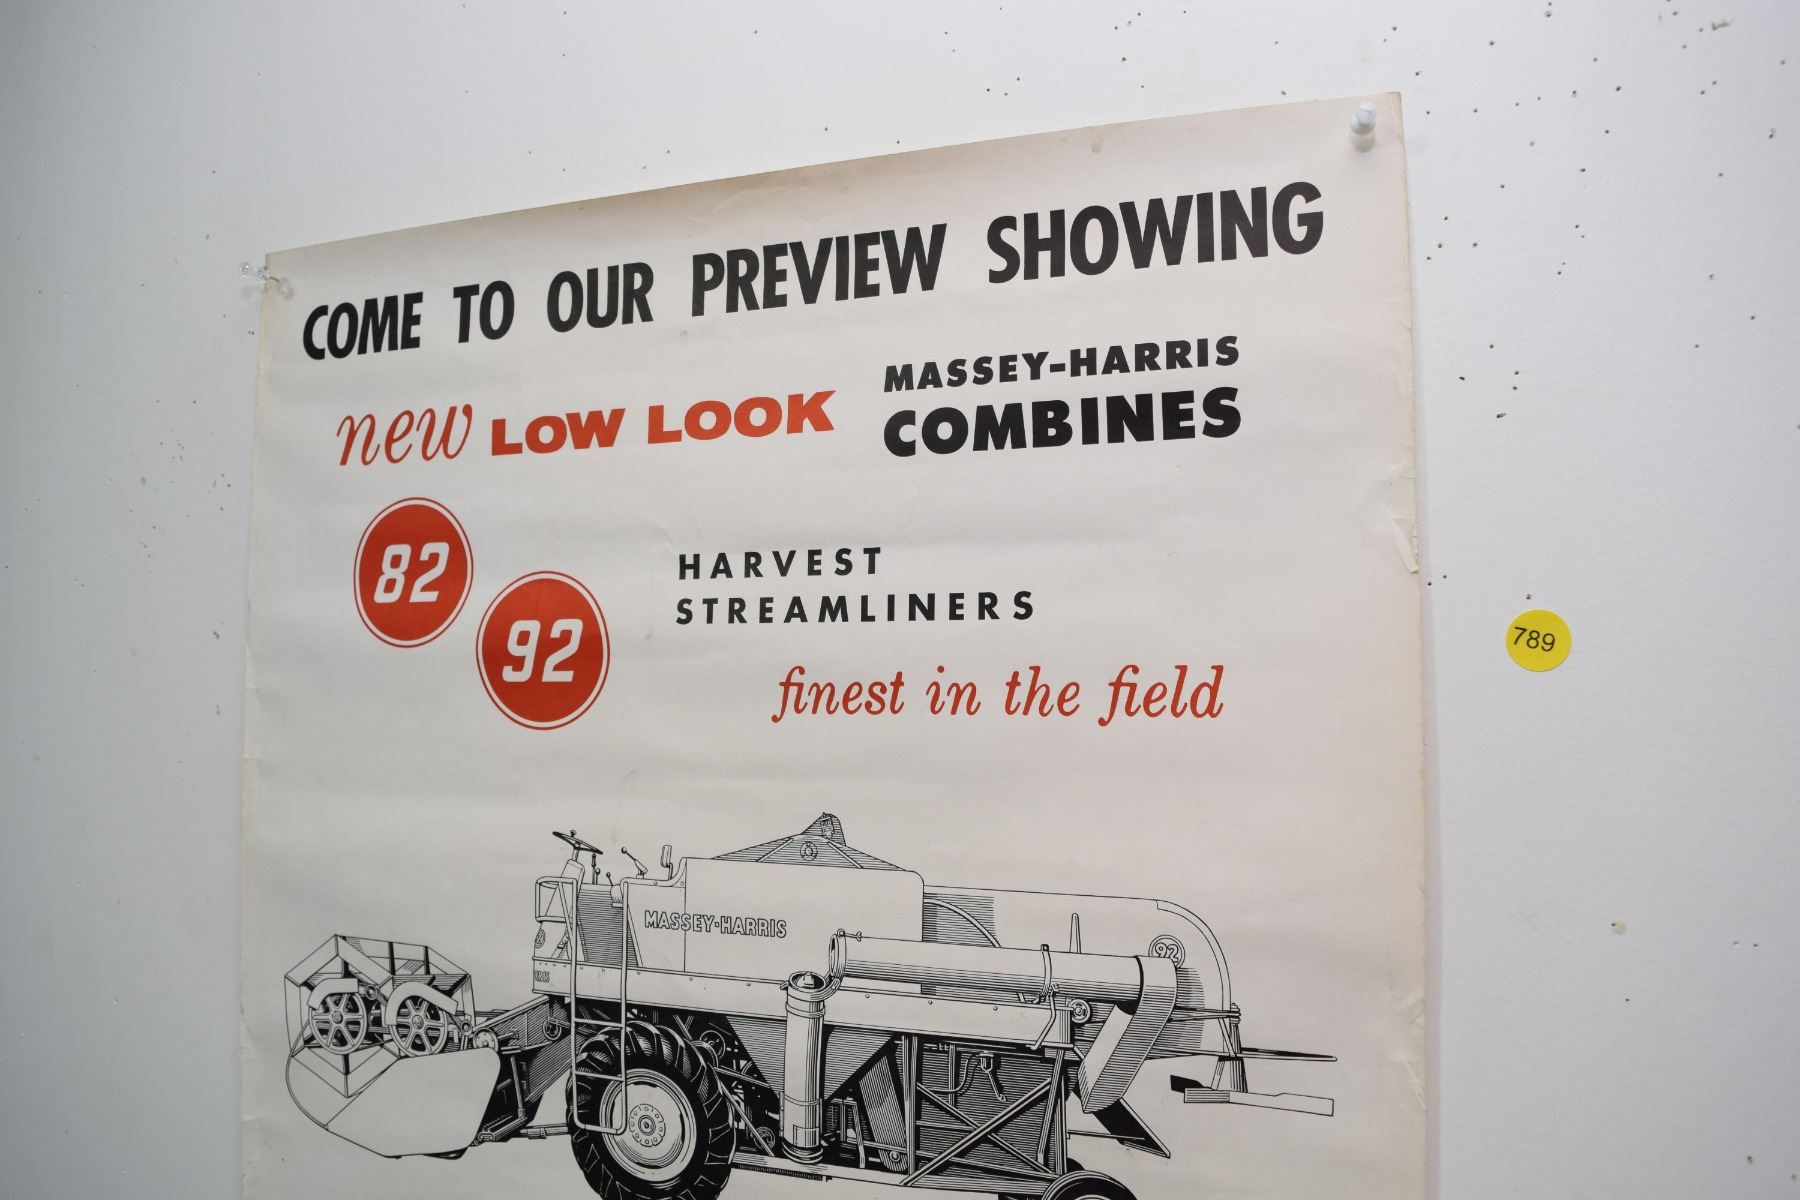 COME TO OUR PREVIEW SHOWING
new LOW LOOK
MASSEY-HARRIS
COMBINES
82
92
HARVEST
STREAMLINERS
finest in the field
789
MASSEY-HARRIS
92
92